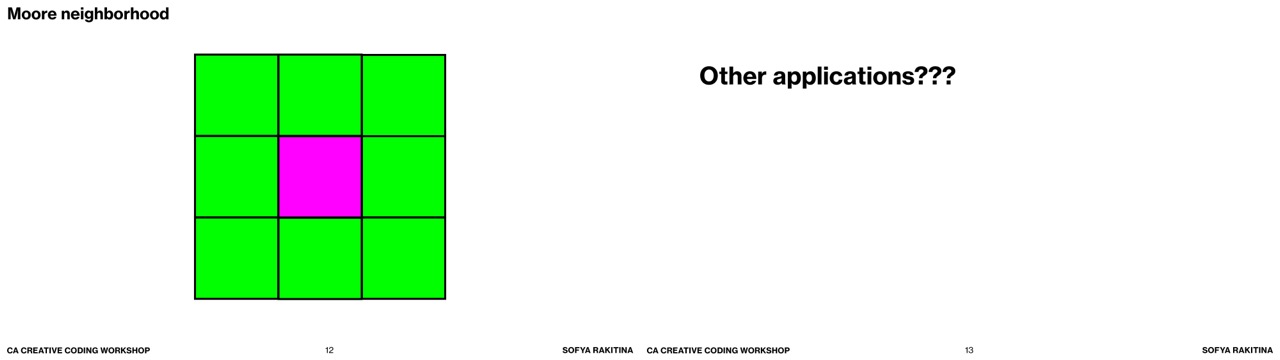 Moore neighborhood
CA CREATIVE CODING WORKSHOP
12
SOFYA RAKITINA
Other applications???
CA CREATIVE CODING WORKSHOP
13
SOFYA RAKITINA